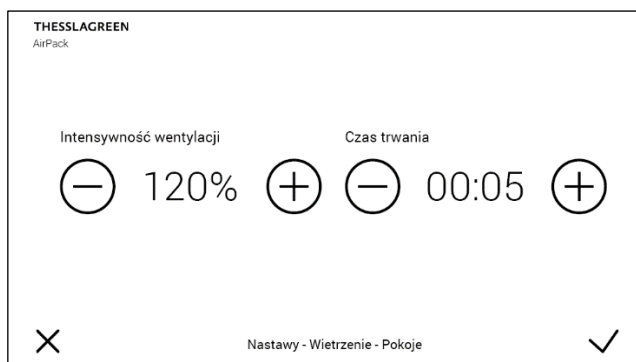 THESSLAGREEN
AirPack
Intensywność wentylacji
Czas trwania
120%
00:05
Nastawy - Wietrzenie - Pokoje